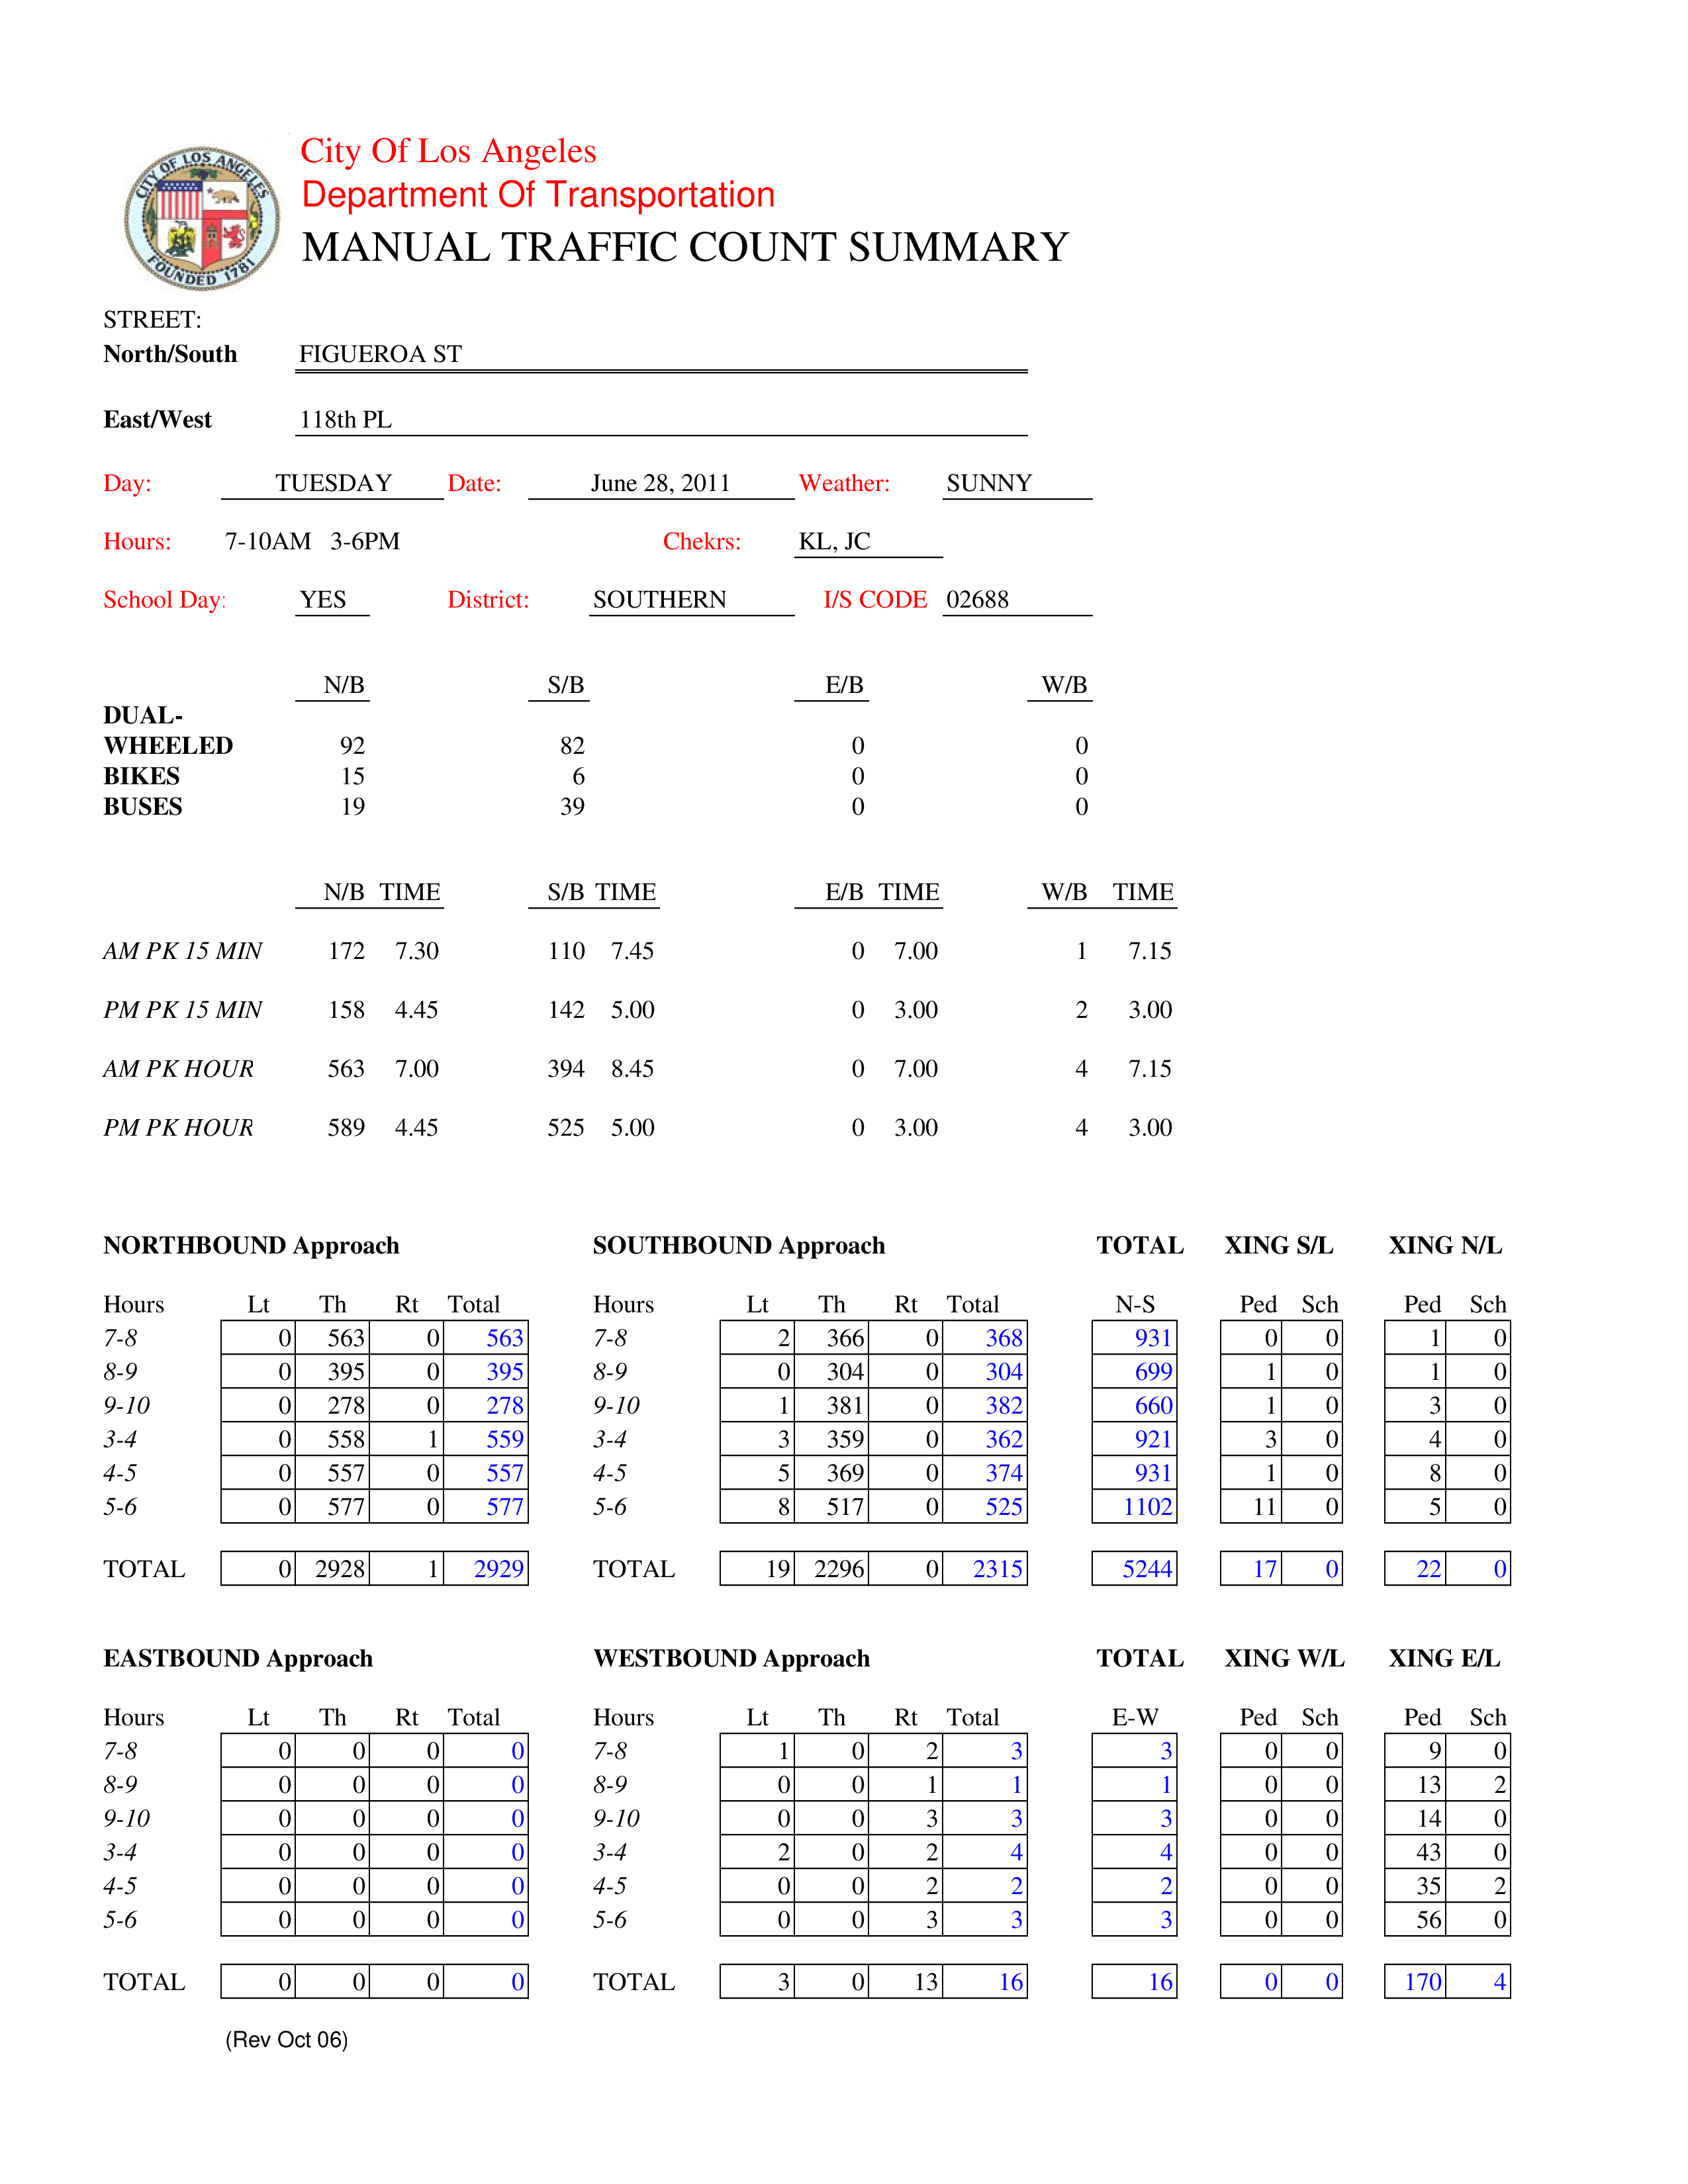 CITY OF LOS ANGELES
FOUNDED 1781
City Of Los Angeles
Department Of Transportation
MANUAL TRAFFIC COUNT SUMMARY
STREET:
North/South FIGUEROA ST
East/West 118th PL
Day: TUESDAY Date: June 28, 2011 Weather: SUNNY
Hours: 7-10AM 3-6PM Chekrs: KL, JC
School Day: YES District: SOUTHERN I/S CODE 02688
N/B S/B E/B W/B
DUAL-
WHEELED 92 82 0 0
BIKES 15 6 0 0
BUSES 19 39 0 0
N/B TIME S/B TIME E/B TIME W/B TIME
AM PK 15 MIN 172 7.30 110 7.45 0 7.00 1 7.15
PM PK 15 MIN 158 4.45 142 5.00 0 3.00 2 3.00
AM PK HOUR 563 7.00 394 8.45 0 7.00 4 7.15
PM PK HOUR 589 4.45 525 5.00 0 3.00 4 3.00
NORTHBOUND Approach SOUTHBOUND Approach TOTAL XING S/L XING N/L
Hours Lt Th Rt Total Hours Lt Th Rt Total N-S Ped Sch Ped Sch
7-8 0 563 0 563 7-8 2 366 0 368 931 0 0 1 0
8-9 0 395 0 395 8-9 0 304 0 304 699 1 0 1 0
9-10 0 278 0 278 9-10 1 381 0 382 660 1 0 3 0
3-4 0 558 1 559 3-4 3 359 0 362 921 3 0 4 0
4-5 0 557 0 557 4-5 5 369 0 374 931 1 0 8 0
5-6 0 577 0 577 5-6 8 517 0 525 1102 11 0 5 0
TOTAL 0 2928 1 2929 TOTAL 19 2296 0 2315 5244 17 0 22 0
EASTBOUND Approach WESTBOUND Approach TOTAL XING W/L XING E/L
Hours Lt Th Rt Total Hours Lt Th Rt Total E-W Ped Sch Ped Sch
7-8 0 0 0 0 7-8 1 0 2 3 3 0 0 9 0
8-9 0 0 0 0 8-9 0 0 1 1 1 0 0 13 2
9-10 0 0 0 0 9-10 0 0 3 3 3 0 0 14 0
3-4 0 0 0 0 3-4 2 0 2 4 4 0 0 43 0
4-5 0 0 0 0 4-5 0 0 2 2 2 0 0 35 2
5-6 0 0 0 0 5-6 0 0 3 3 3 0 0 56 0
TOTAL 0 0 0 0 TOTAL 3 0 13 16 16 0 0 170 4
(Rev Oct 06)